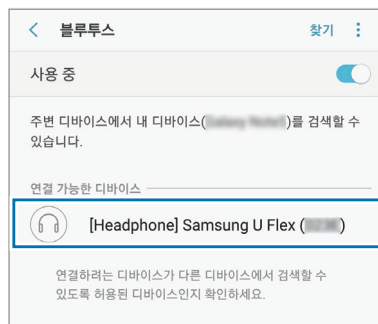 블루투스
찾기
사용 중
주변 디바이스에서 내 디바이스( )를 검색할 수
있습니다.
연결 가능한 디바이스
[Headphone] Samsung U Flex ( )
연결하려는 디바이스가 다른 디바이스에서 검색할 수
있도록 허용된 디바이스인지 확인하세요.